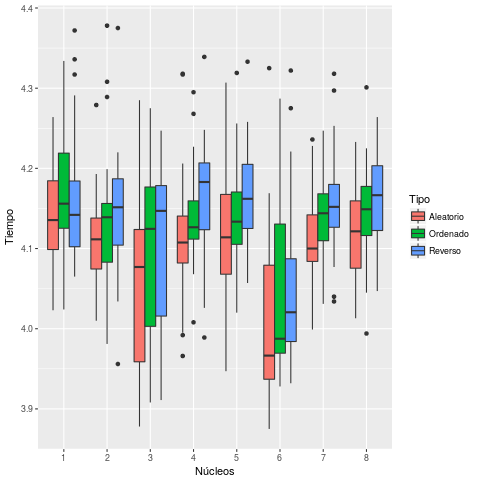 4.4
4.3
4.2
4.1
4.0
3.9
Tiempo
1 2 3 4 5 6 7 8
Núcleos
Tipo
Aleatorio
Ordenado
Reverso